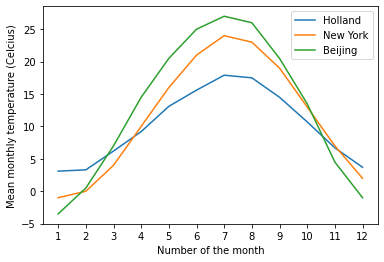 Holland
New York
Beijing
Mean monthly temperature (Celcius)
25
20
15
10
5
0
−5
1 2 3 4 5 6 7 8 9 10 11 12
Number of the month